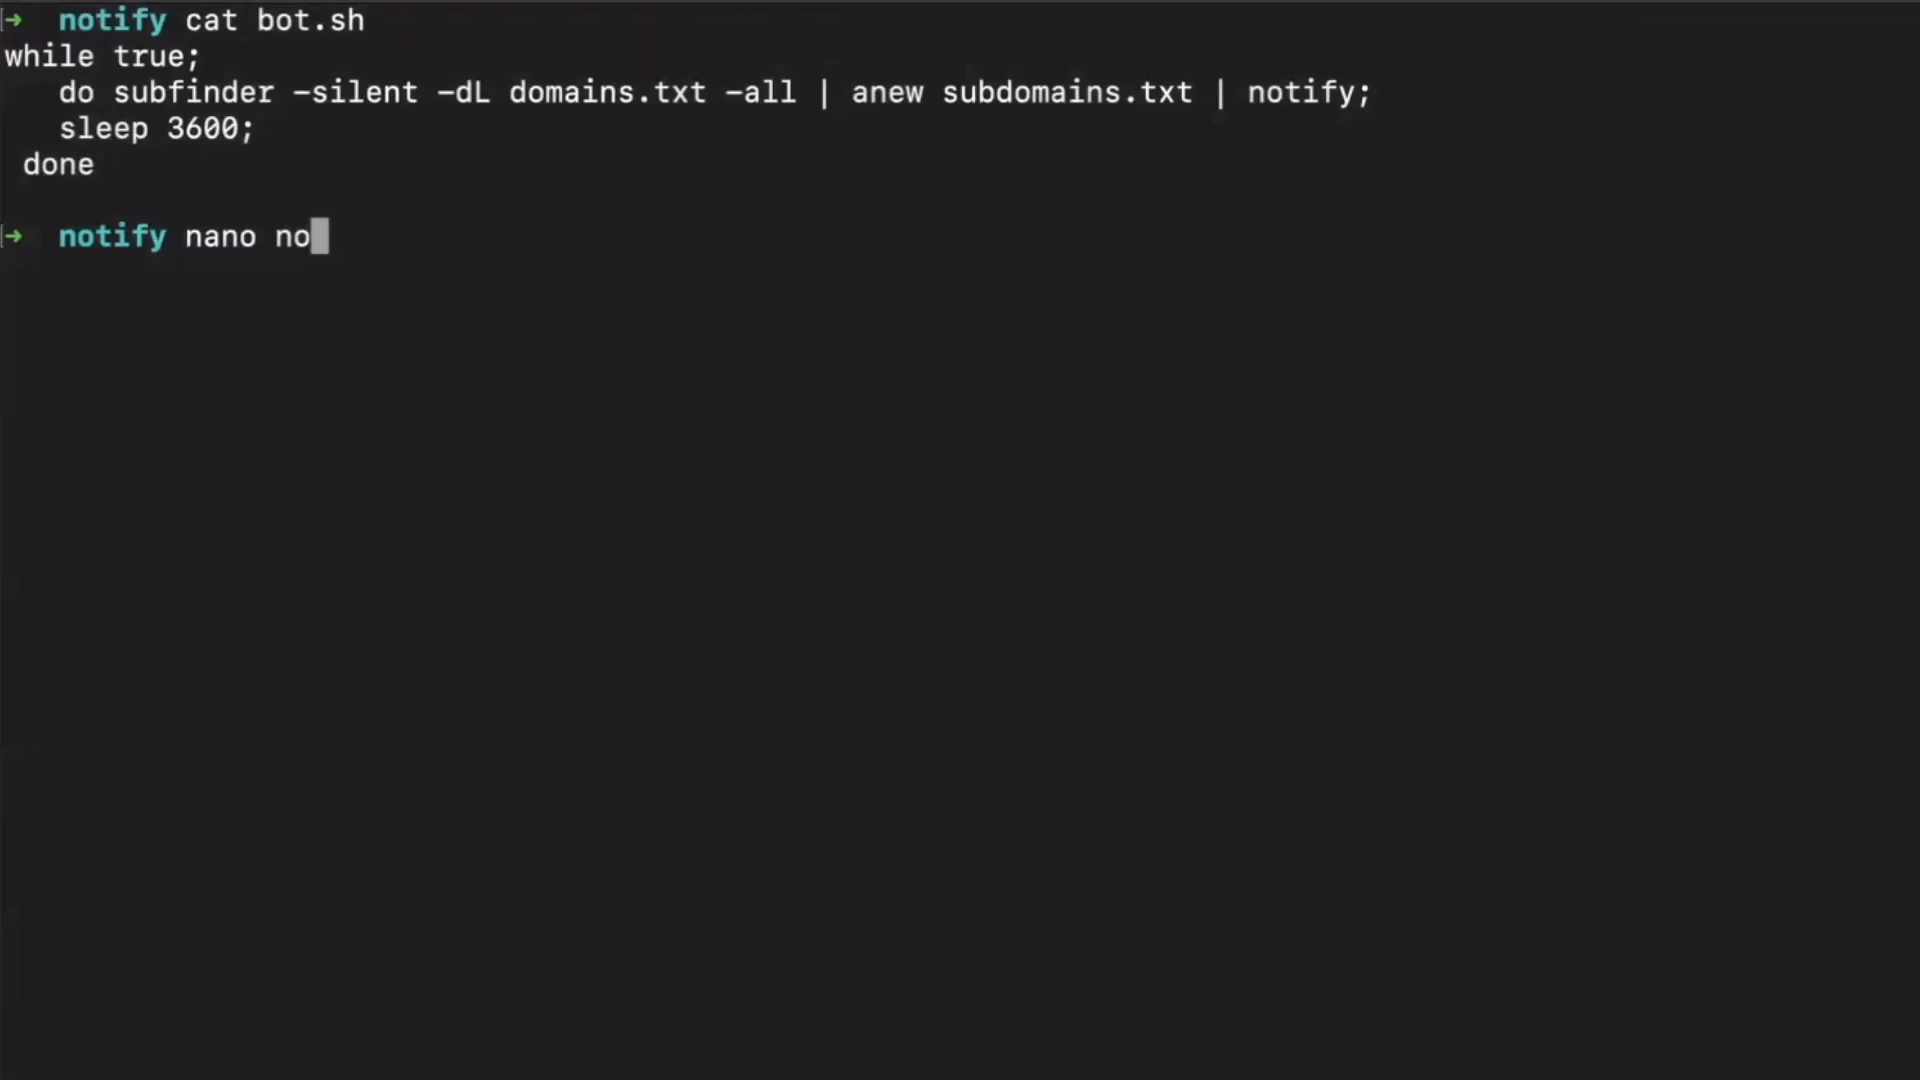 → notify cat bot.sh
while true;
   do subfinder -silent -dL domains.txt -all | anew subdomains.txt | notify;
   sleep 3600;
 done
→ notify nano no